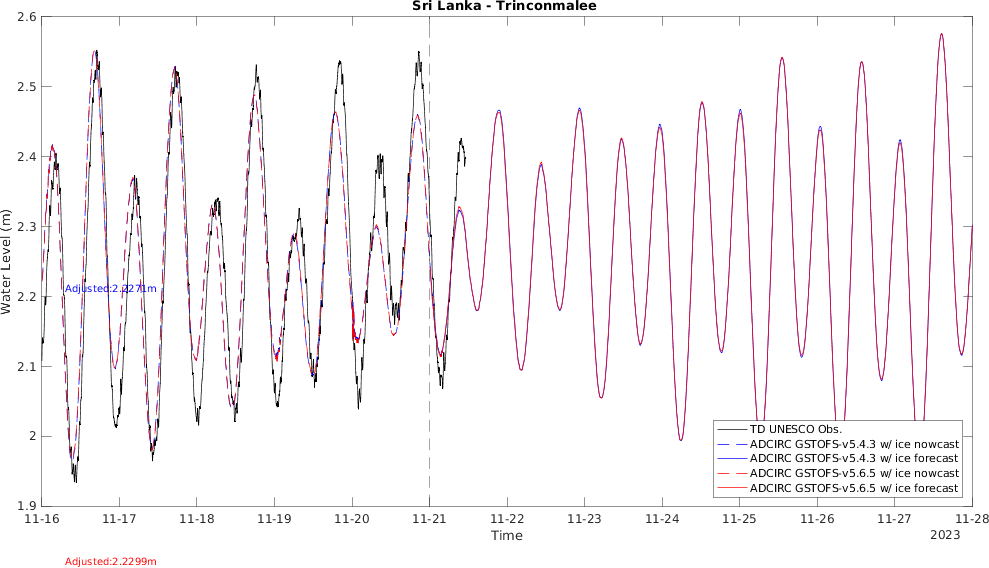 Sri Lanka - Trinconmalee
2.6
2.5
2.4
2.3
2.2
2.1
2
1.9
Water Level (m)
Adjusted:2.2271m
TD UNESCO Obs.
ADCIRC GSTOFS-v5.4.3 w/ ice nowcast
ADCIRC GSTOFS-v5.4.3 w/ ice forecast
ADCIRC GSTOFS-v5.6.5 w/ ice nowcast
ADCIRC GSTOFS-v5.6.5 w/ ice forecast
11-16 11-17 11-18 11-19 11-20 11-21 11-22 11-23 11-24 11-25 11-26 11-27 11-28
Time
2023
Adjusted:2.2299m